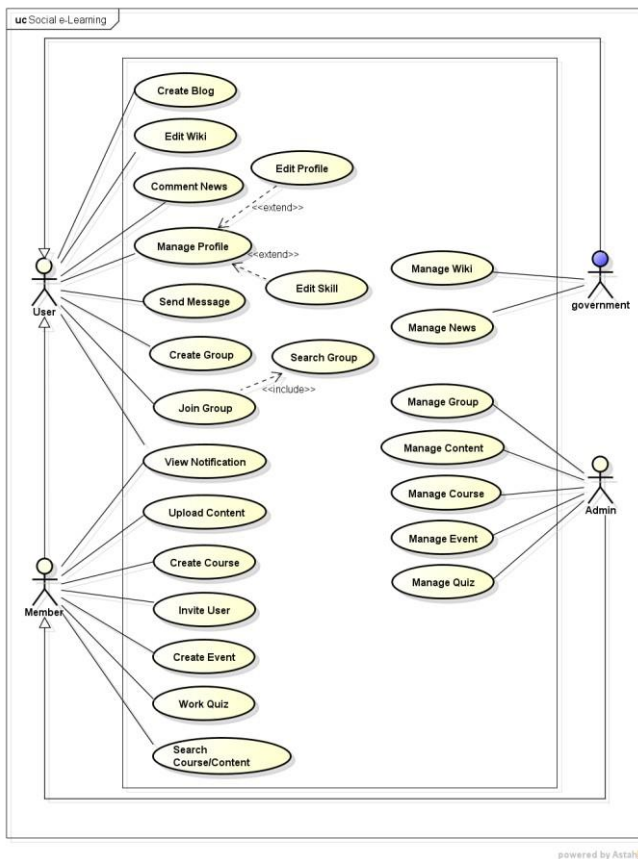 uc Social e-Learning
Create Blog
Edit Wiki
Edit Profile
Comment News
<<extend>>
Manage Profile
<<extend>>
Manage Wiki
User
Send Message
Edit Skill
government
Manage News
Create Group
Search Group
Join Group
<<include>>
Manage Group
Manage Content
View Notification
Manage Course
Admin
Upload Content
Manage Event
Create Course
Manage Quiz
Member
Invite User
Create Event
Work Quiz
Search
Course/Content
powered by Astah